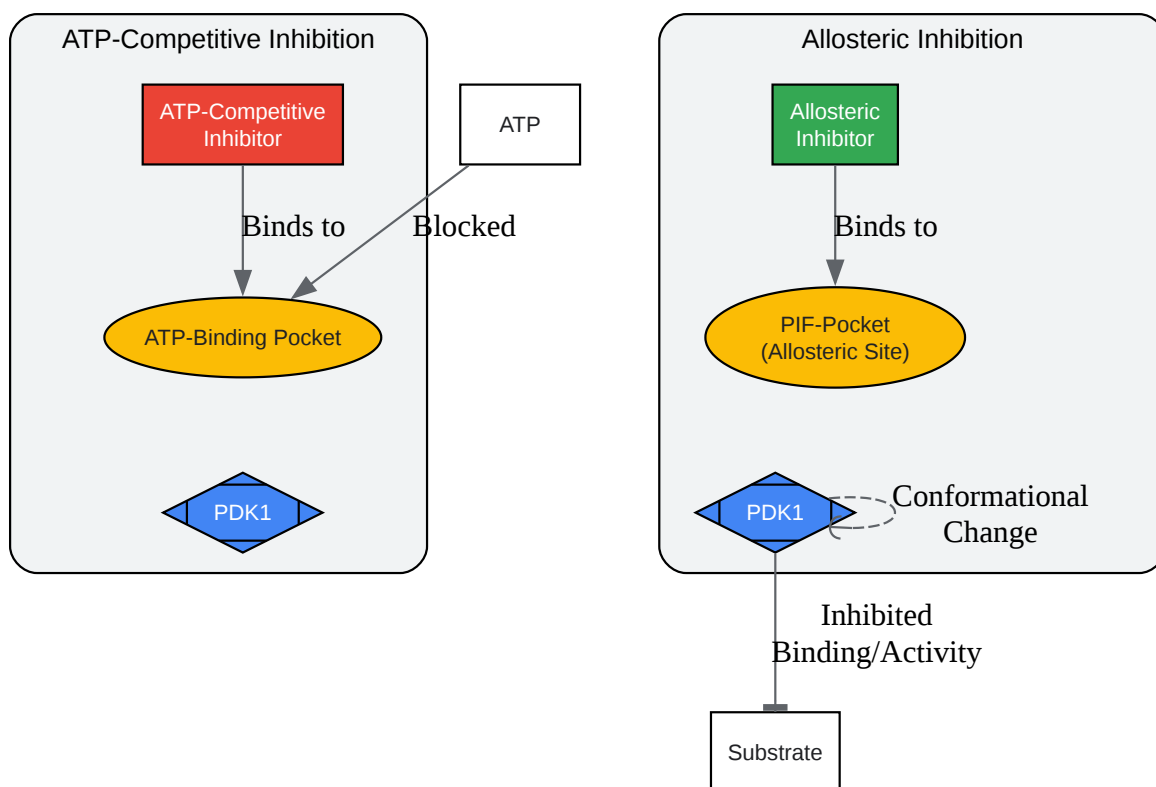 ATP-Competitive Inhibition
ATP-Competitive
Inhibitor
ATP
Binds to
Blocked
ATP-Binding Pocket
PDK1
Allosteric Inhibition
Allosteric
Inhibitor
Binds to
PIF-Pocket
(Allosteric Site)
PDK1
Conformational
Change
Inhibited
Binding/Activity
Substrate